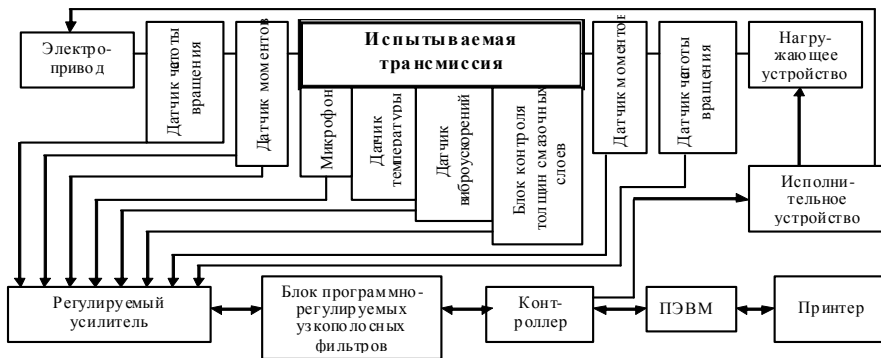 Электро-
привод
Датчик частоты
вращения
Датчик моментов
Испытываемая
трансмиссия
Микрофон
Датчик
температуры
Датчик
виброускорений
Блок контроля
толщин смазочных
слоев
Датчик моментов
Датчик частоты
вращения
Нагру-
жающее
устройство
Исполни-
тельное
устройство
Регулируемый
усилитель
Блок программно-
регулируемых
узкополосных
фильтров
Конт-
роллер
ПЭВМ
Принтер